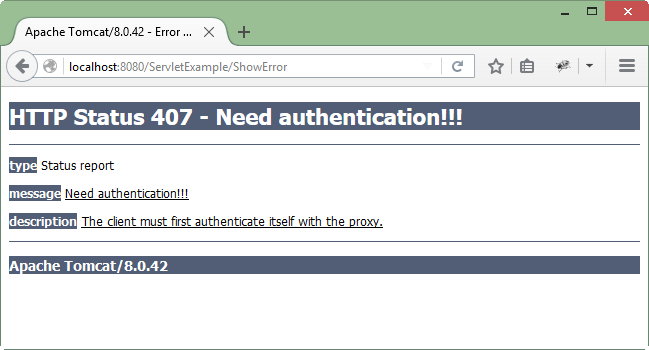 Apache Tomcat/8.0.42 - Error ...
localhost:8080/ServletExample/ShowError
HTTP Status 407 - Need authentication!!!
type Status report
message Need authentication!!!
description The client must first authenticate itself with the proxy.
Apache Tomcat/8.0.42